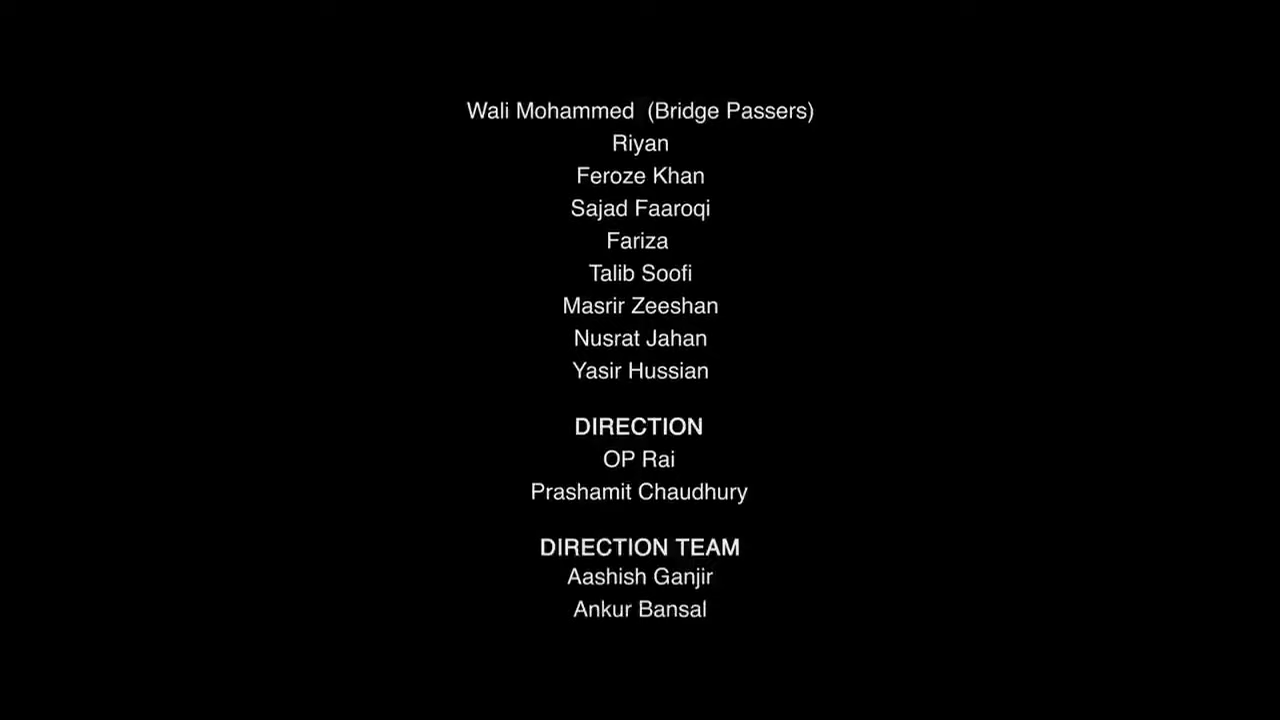 Wali Mohammed  (Bridge Passers)
Riyan
Feroze Khan
Sajad Faaroqi
Fariza
Talib Soofi
Masrir Zeeshan
Nusrat Jahan
Yasir Hussian
DIRECTION
OP Rai
Prashamit Chaudhury
DIRECTION TEAM
Aashish Ganjir
Ankur Bansal